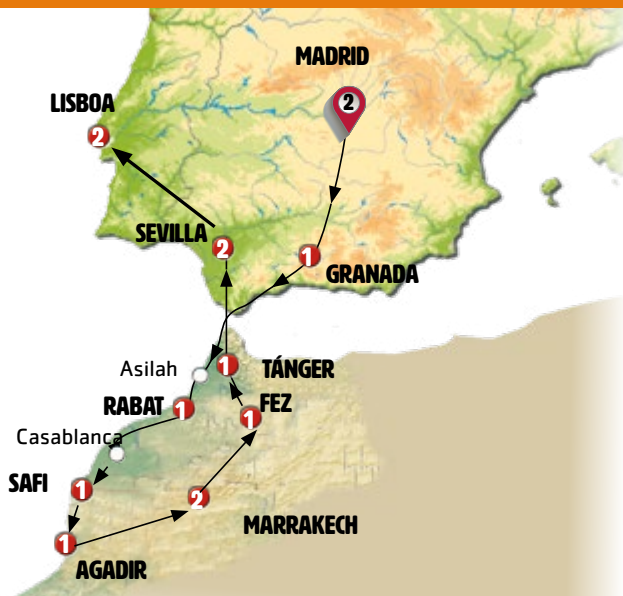 MADRID
2
LISBOA
2
SEVILLA
2
1
GRANADA
Asilah
1
TÁNGER
RABAT
1
FEZ
1
Casablanca
SAFI
1
2
MARRAKECH
1
AGADIR